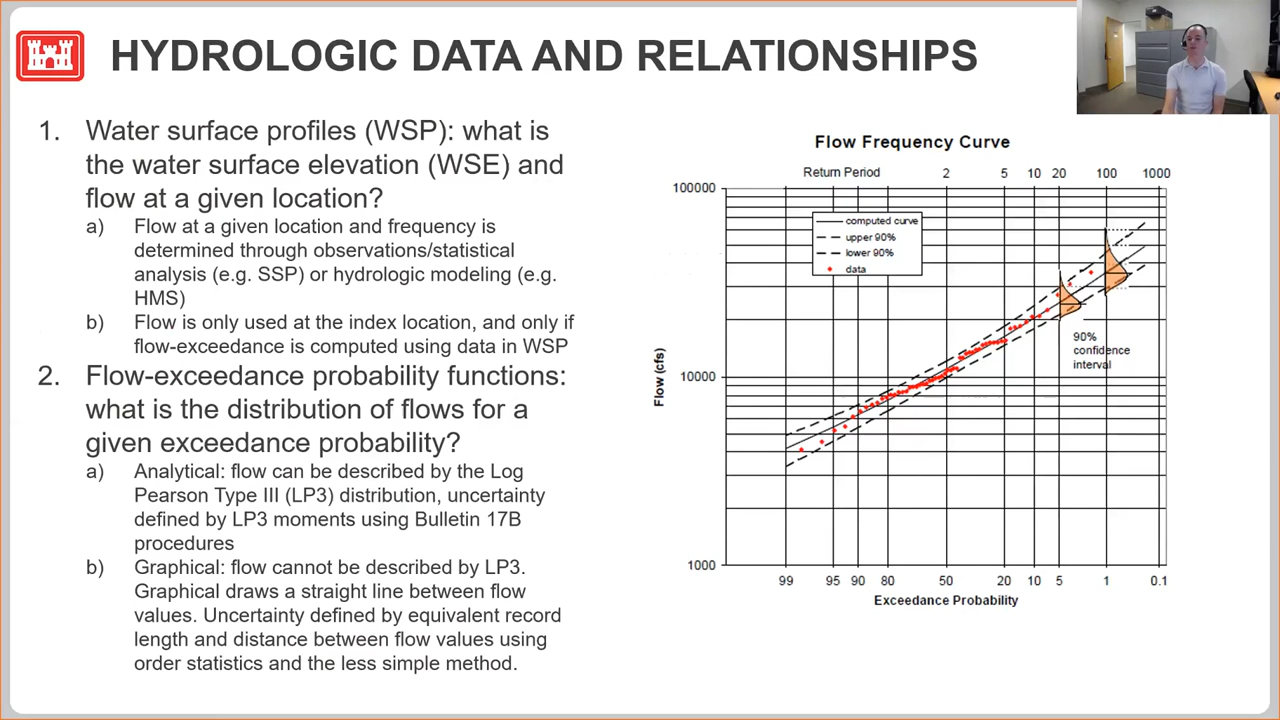 HYDROLOGIC DATA AND RELATIONSHIPS
1. Water surface profiles (WSP): what is
the water surface elevation (WSE) and
flow at a given location?
a) Flow at a given location and frequency is
determined through observations/statistical
analysis (e.g. SSP) or hydrologic modeling (e.g.
HMS)
b) Flow is only used at the index location, and only if
flow-exceedance is computed using data in WSP
2. Flow-exceedance probability functions:
what is the distribution of flows for a
given exceedance probability?
a) Analytical: flow can be described by the Log
Pearson Type III (LP3) distribution, uncertainty
defined by LP3 moments using Bulletin 17B
procedures
b) Graphical: flow cannot be described by LP3.
Graphical draws a straight line between flow
values. Uncertainty defined by equivalent record
length and distance between flow values using
order statistics and the less simple method.
Flow Frequency Curve
Return Period 2 5 10 20 100 1000
100000
computed curve
upper 90%
lower 90%
data
90%
confidence
interval
Flow (cfs)
10000
1000
99 95 90 80 50 20 10 5 1 0.1
Exceedance Probability